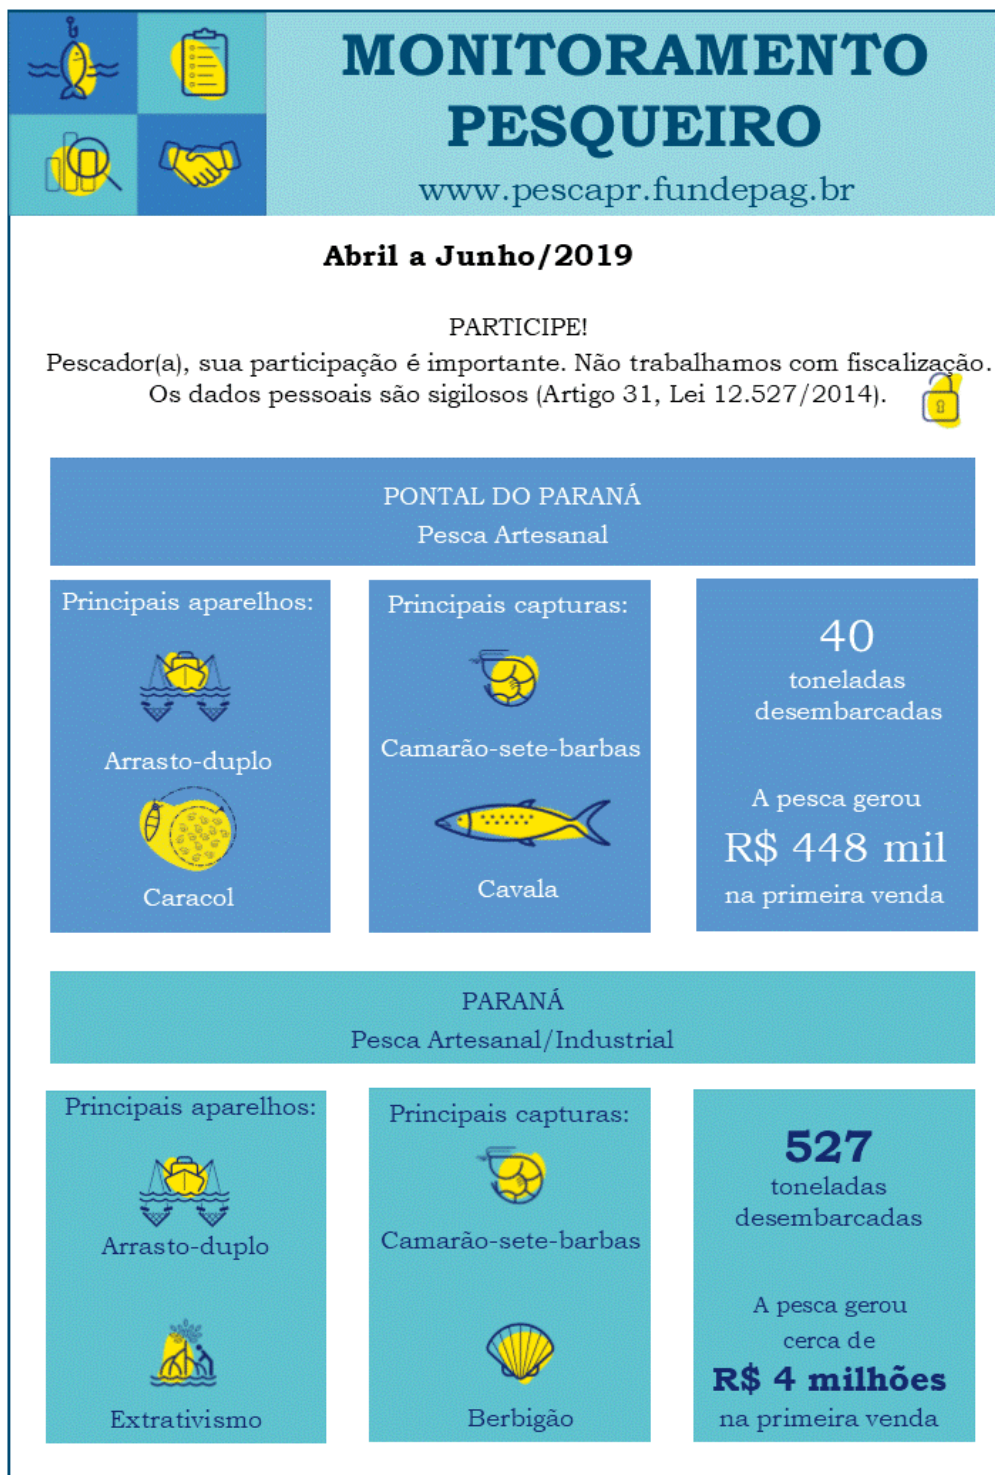 MONITORAMENTO
PESQUEIRO
www.pescapr.fundepag.br
Abril a Junho/2019
PARTICIPE!
Pescador(a), sua participação é importante. Não trabalhamos com fiscalização.
Os dados pessoais são sigilosos (Artigo 31, Lei 12.527/2014).
PONTAL DO PARANÁ
Pesca Artesanal
Principais aparelhos:
Arrasto-duplo
Caracol
Principais capturas:
Camarão-sete-barbas
Cavala
40
toneladas
desembarcadas
A pesca gerou
R$ 448 mil
na primeira venda
PARANÁ
Pesca Artesanal/Industrial
Principais aparelhos:
Arrasto-duplo
Extrativismo
Principais capturas:
Camarão-sete-barbas
Berbigão
527
toneladas
desembarcadas
A pesca gerou
cerca de
R$ 4 milhões
na primeira venda